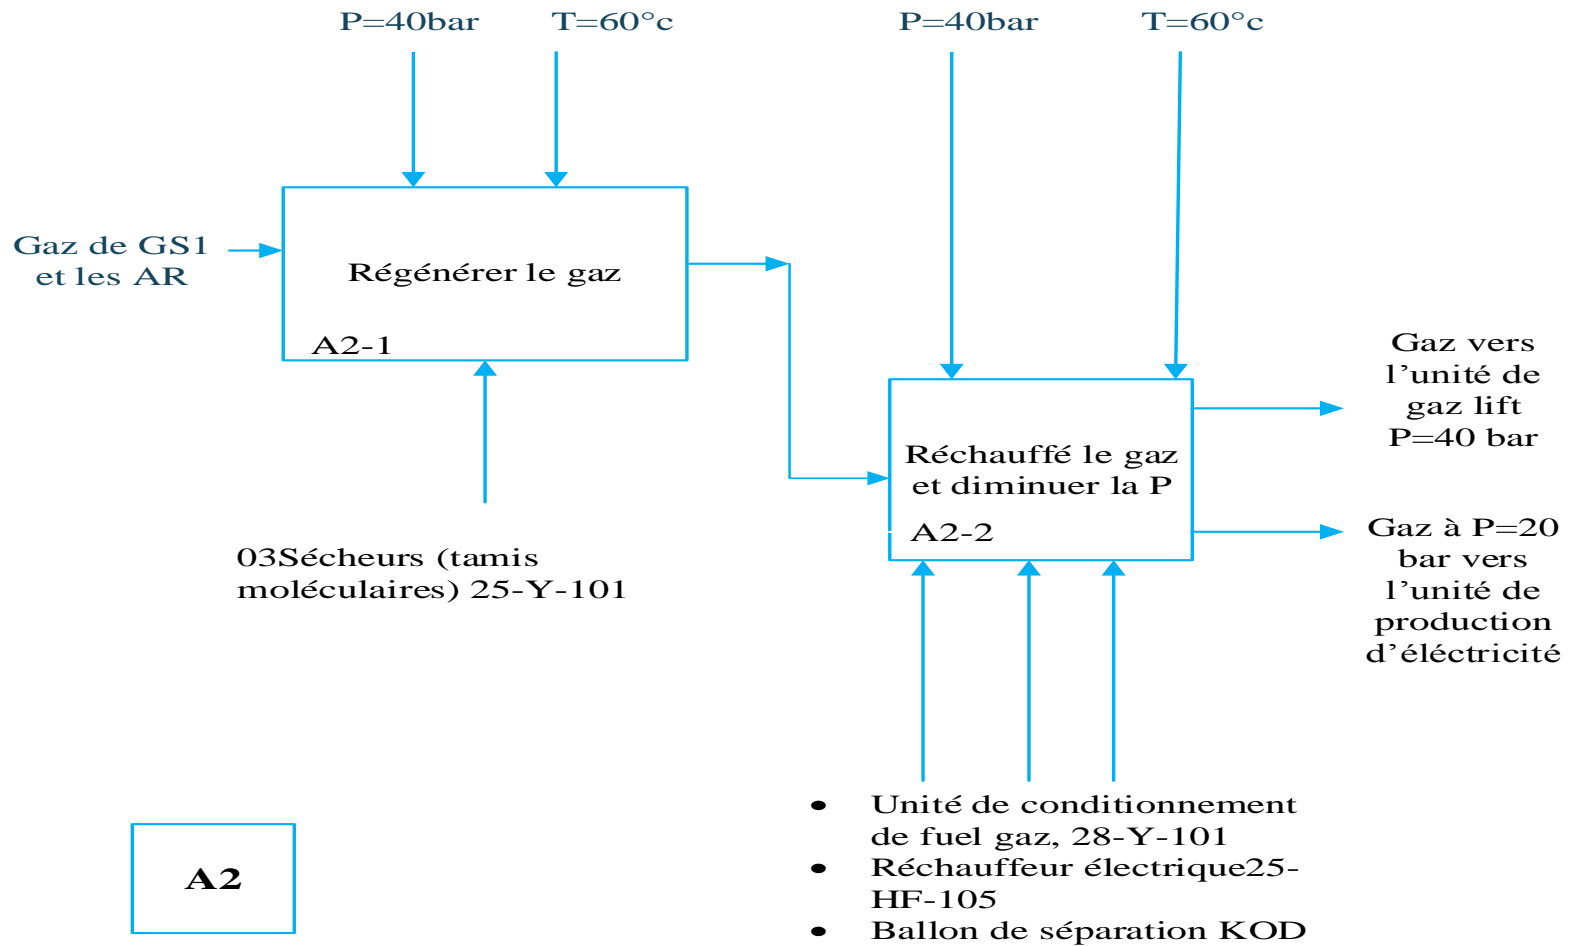 P=40bar
T=60°c
P=40bar
T=60°c
Gaz de GS1
et les AR
Régénérer le gaz
A2-1
03Sécheurs (tamis
moléculaires) 25-Y-101
Réchauffé le gaz
et diminuer la P
A2-2
Gaz vers
l’unité de
gaz lift
P=40 bar
Gaz à P=20
bar vers
l’unité de
production
d’éléctricité
• Unité de conditionnement
de fuel gaz, 28-Y-101
• Réchauffeur électrique25-
HF-105
• Ballon de séparation KOD
A2